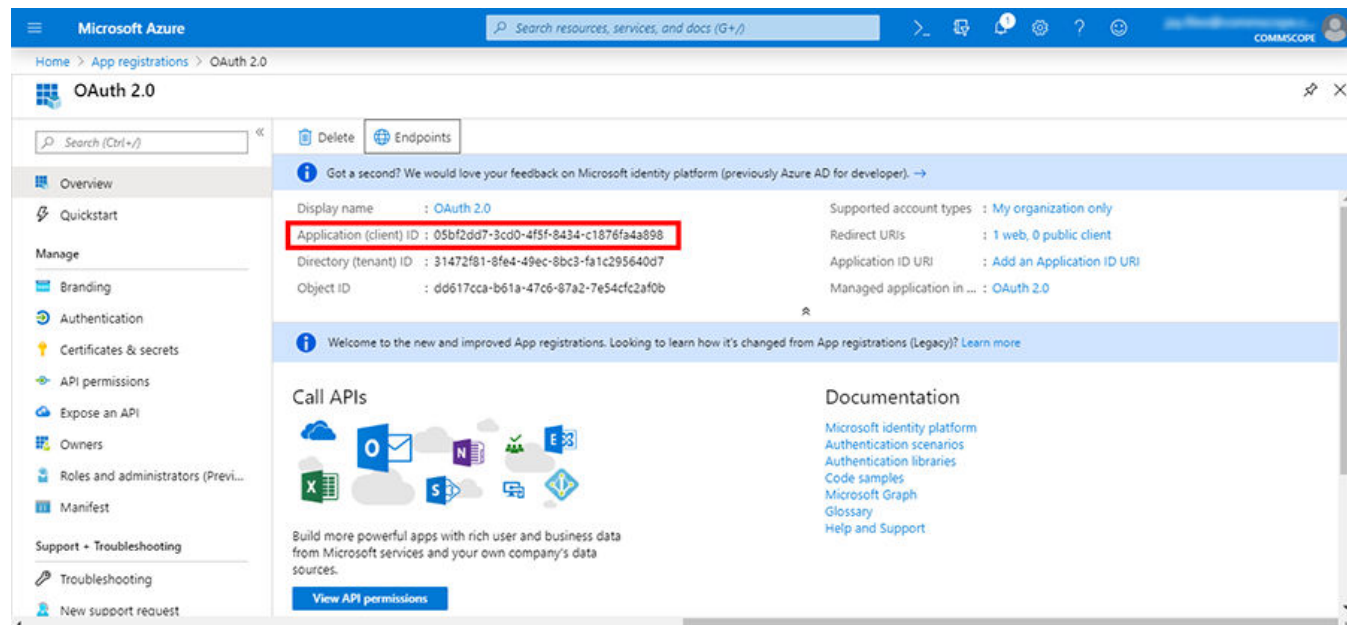 Microsoft Azure
Search resources, services, and docs (G+/)
1
COMMSCOPE
Home > App registrations > OAuth 2.0
OAuth 2.0
Search (Ctrl+/)
Delete
Endpoints
Got a second? We would love your feedback on Microsoft identity platform (previously Azure AD for developer). →
Overview
Quickstart
Manage
Branding
Authentication
Certificates & secrets
API permissions
Expose an API
Owners
Roles and administrators (Previ...
Manifest
Support + Troubleshooting
Troubleshooting
New support request
Display name : OAuth 2.0
Application (client) ID : 05bf2dd7-3cd0-4f5f-8434-c1876fa4a898
Directory (tenant) ID : 31472f81-8fe4-49ec-8bc3-fa1c295640d7
Object ID : dd617cca-b61a-47c6-87a2-7e54cfc2af0b
Supported account types : My organization only
Redirect URIs : 1 web, 0 public client
Application ID URI : Add an Application ID URI
Managed application in ... : OAuth 2.0
Welcome to the new and improved App registrations. Looking to learn how it's changed from App registrations (Legacy)? Learn more
Call APIs
Build more powerful apps with rich user and business data
from Microsoft services and your own company's data
sources.
View API permissions
Documentation
Microsoft identity platform
Authentication scenarios
Authentication libraries
Code samples
Microsoft Graph
Glossary
Help and Support